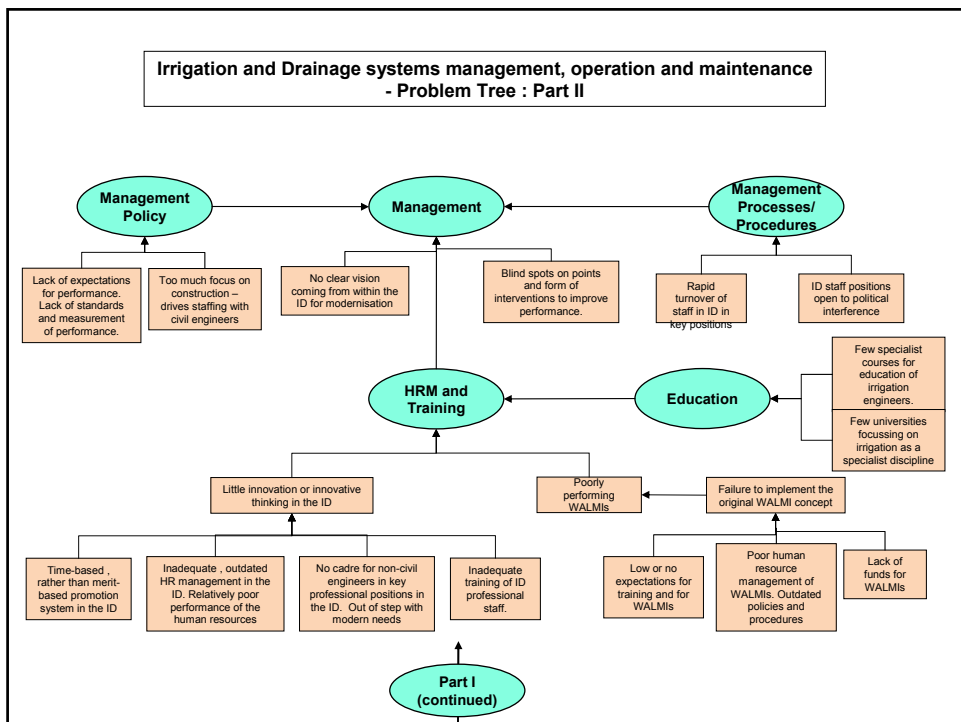 Irrigation and Drainage systems management, operation and maintenance
- Problem Tree : Part II
Management
Policy
Management
Management
Processes/
Procedures
Lack of expectations
for performance.
Lack of standards
and measurement
of performance.
Too much focus on
construction –
drives staffing with
civil engineers
No clear vision
coming from within the
ID for modernisation
Blind spots on points
and form of
interventions to improve
performance.
Rapid
turnover of
staff in ID in
key positions
ID staff positions
open to political
interference
HRM and
Training
Education
Few specialist
courses for
education of
irrigation
engineers.
Few universities
focussing on
irrigation as a
specialist discipline
Little innovation or innovative
thinking in the ID
Poorly
performing
WALMIs
Failure to implement the
original WALMI concept
Time-based ,
rather than merit-
based promotion
system in the ID
Inadequate , outdated
HR management in the
ID. Relatively poor
performance of the
human resources
No cadre for non-civil
engineers in key
professional positions
in the ID.  Out of step with
modern needs
Inadequate
training of ID
professional
staff.
Low or no
expectations for
training and for
WALMIs
Poor human
resource
management of
WALMIs. Outdated
policies and
procedures
Lack of
funds for
WALMIs
Part I
(continued)